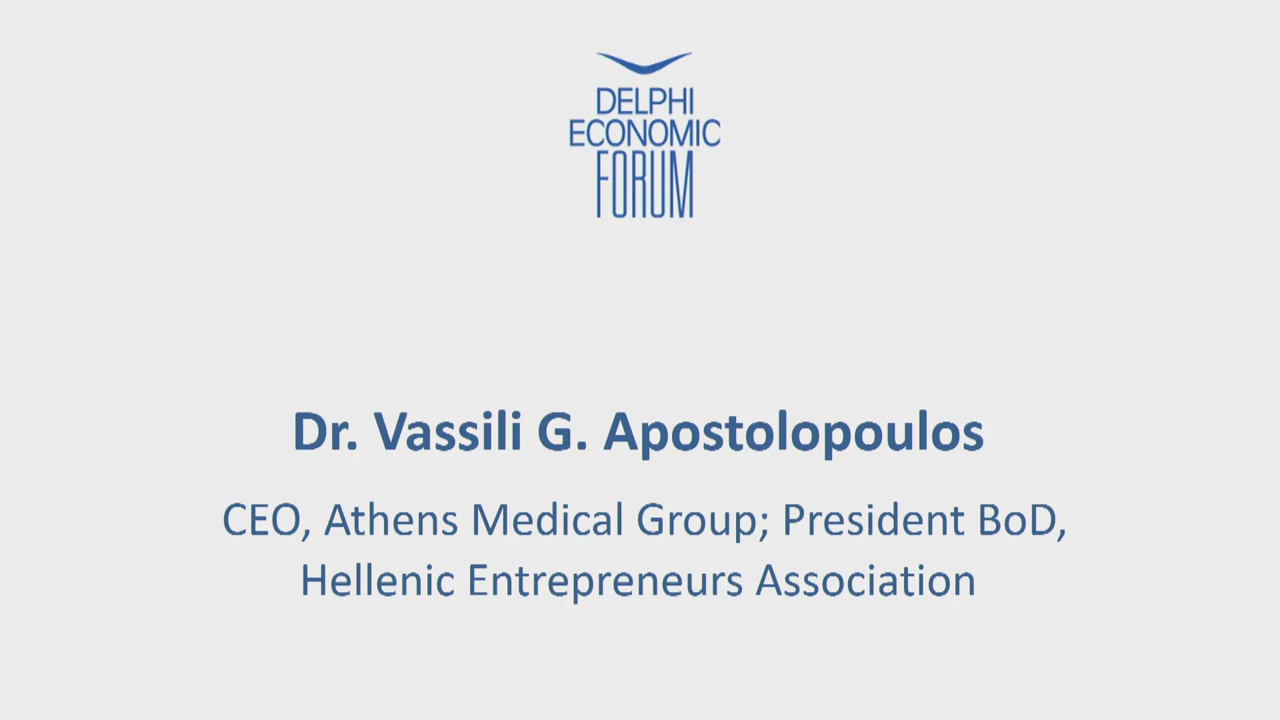 DELPHI
ECONOMIC
FORUM
Dr. Vassili G. Apostolopoulos
CEO, Athens Medical Group; President BoD,
Hellenic Entrepreneurs Association